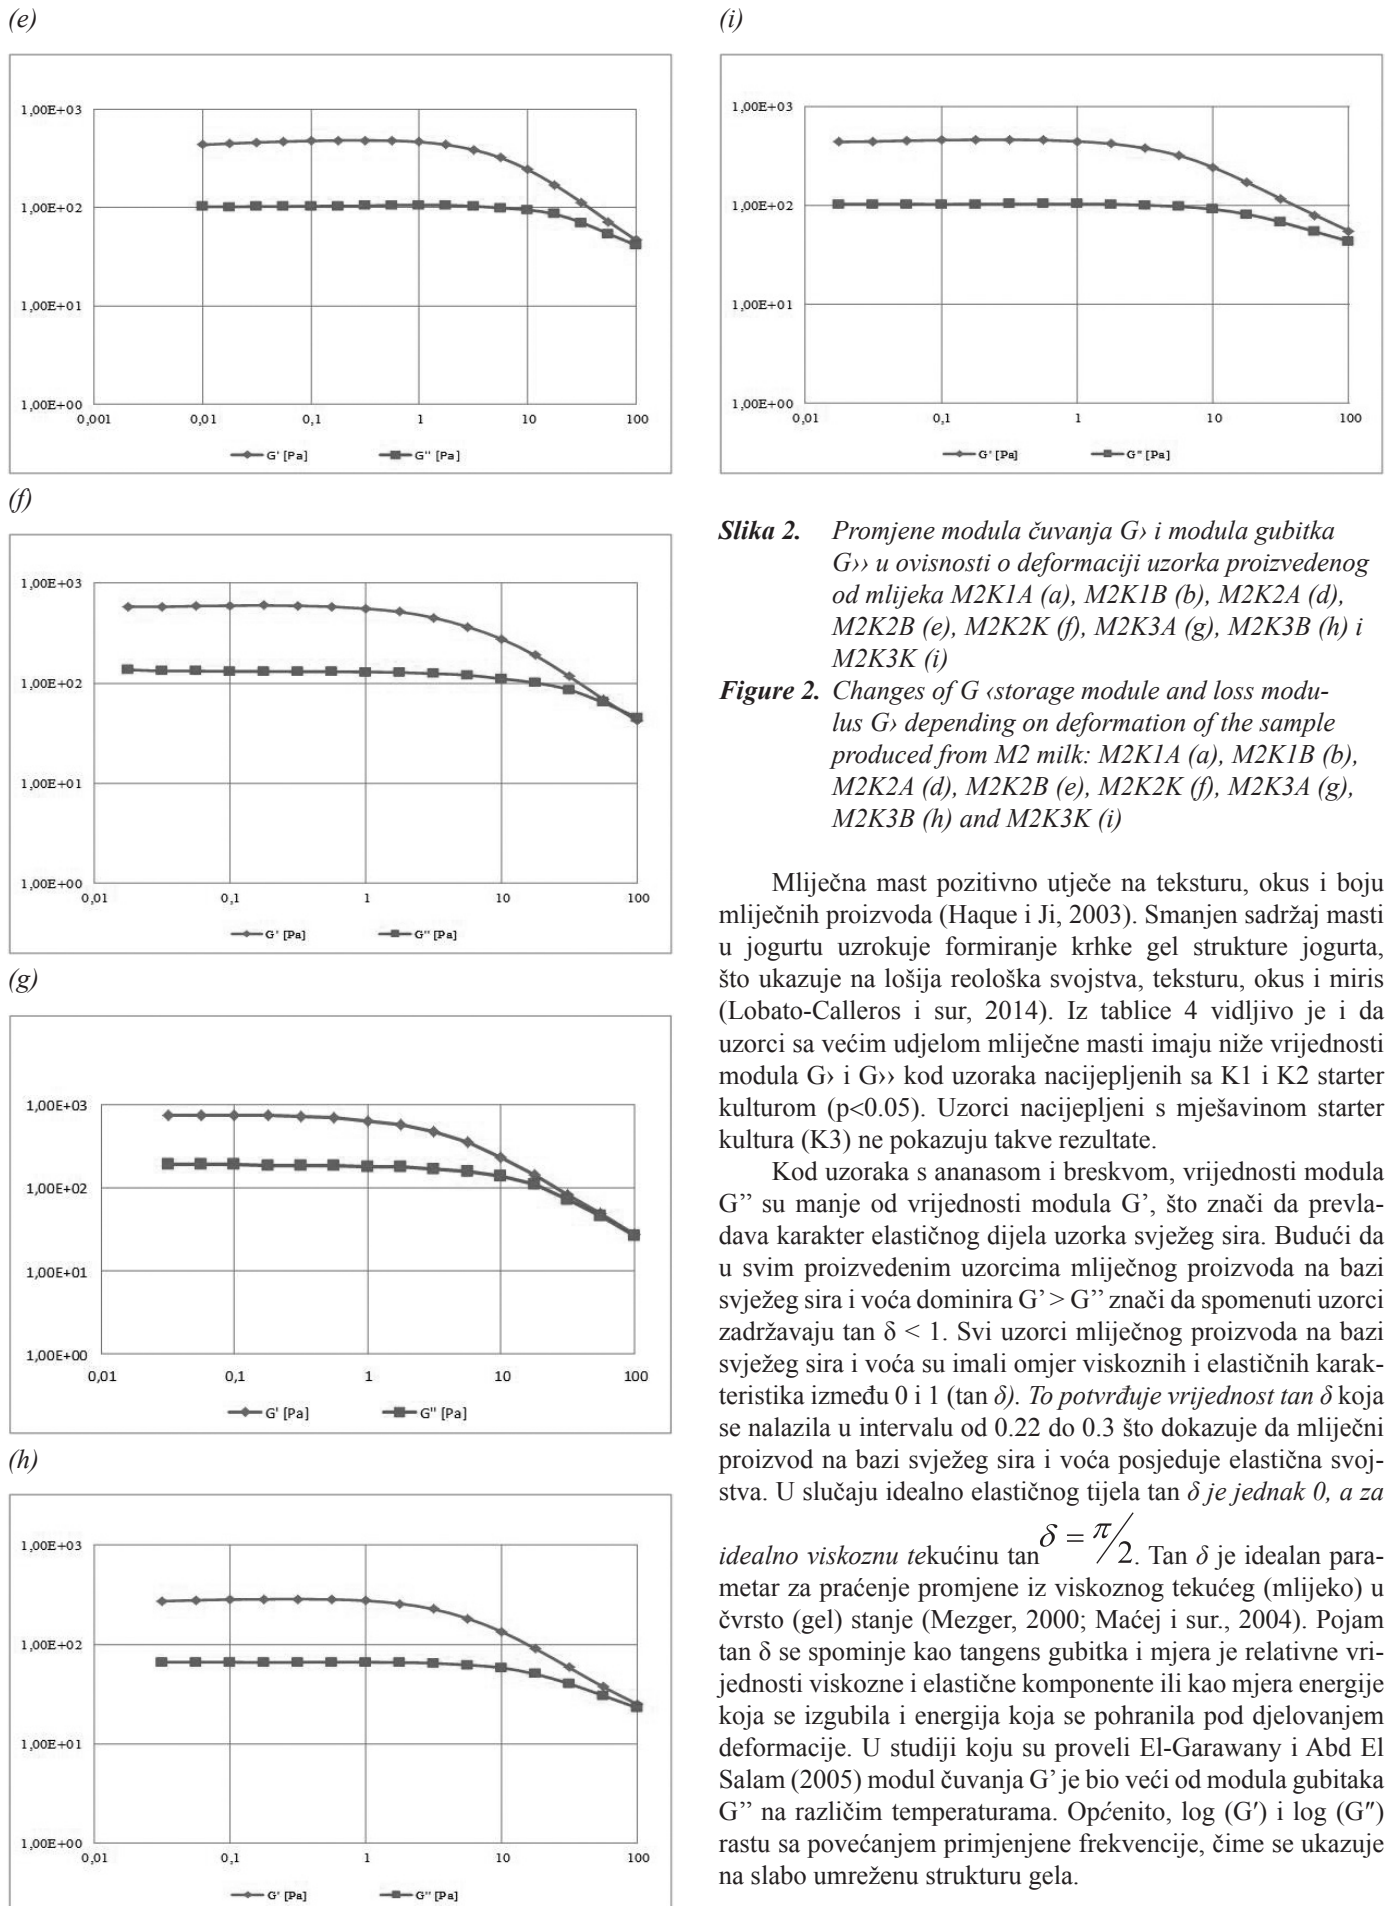 (e)
1,00E+03
1,00E+02
1,00E+01
1,00E+00
0,001 0,01 0,1 1 10 100
G' [Pa] G'' [Pa]
(f)
1,00E+03
1,00E+02
1,00E+01
1,00E+00
0,01 0,1 1 10 100
G' [Pa] G'' [Pa]
(g)
1,00E+03
1,00E+02
1,00E+01
1,00E+00
0,01 0,1 1 10 100
G' [Pa] G'' [Pa]
(h)
1,00E+03
1,00E+02
1,00E+01
1,00E+00
0,01 0,1 1 10 100
G' [Pa] G'' [Pa]
(i)
1,00E+03
1,00E+02
1,00E+01
1,00E+00
0,01 0,1 1 10 100
G' [Pa] G'' [Pa]
Slika 2. Promjene modula čuvanja G› i modula gubitka
G›› u ovisnosti o deformaciji uzorka proizvedenog
od mlijeka M2K1A (a), M2K1B (b), M2K2A (d),
M2K2B (e), M2K2K (f), M2K3A (g), M2K3B (h) i
M2K3K (i)
Figure 2. Changes of G ‹storage module and loss modu-
lus G› depending on deformation of the sample
produced from M2 milk: M2K1A (a), M2K1B (b),
M2K2A (d), M2K2B (e), M2K2K (f), M2K3A (g),
M2K3B (h) and M2K3K (i)
Mliječna mast pozitivno utječe na teksturu, okus i boju
mliječnih proizvoda (Haque i Ji, 2003). Smanjen sadržaj masti
u jogurtu uzrokuje formiranje krhke gel strukture jogurta,
što ukazuje na lošija reološka svojstva, teksturu, okus i miris
(Lobato-Calleros i sur, 2014). Iz tablice 4 vidljivo je i da
uzorci sa većim udjelom mliječne masti imaju niže vrijednosti
modula G› i G›› kod uzoraka nacijepljenih sa K1 i K2 starter
kulturom (p<0.05). Uzorci nacijepljeni s mješavinom starter
kultura (K3) ne pokazuju takve rezultate.
Kod uzoraka s ananasom i breskvom, vrijednosti modula
G’’ su manje od vrijednosti modula G’, što znači da prevla-
dava karakter elastičnog dijela uzorka svježeg sira. Budući da
u svim proizvedenim uzorcima mliječnog proizvoda na bazi
svježeg sira i voća dominira G’ > G’’ znači da spomenuti uzorci
zadržavaju tan δ < 1. Svi uzorci mliječnog proizvoda na bazi
svježeg sira i voća su imali omjer viskoznih i elastičnih karak-
teristika između 0 i 1 (tan δ). To potvrđuje vrijednost tan δ koja
se nalazila u intervalu od 0.22 do 0.3 što dokazuje da mliječni
proizvod na bazi svježeg sira i voća posjeduje elastična svoj-
stva. U slučaju idealno elastičnog tijela tan δ je jednak 0, a za
idealno viskoznu tekućinu tan δ = π/2. Tan δ je idealan para-
metar za praćenje promjene iz viskoznog tekućeg (mlijeko) u
čvrsto (gel) stanje (Mezger, 2000; Maćej i sur., 2004). Pojam
tan δ se spominje kao tangens gubitka i mjera je relativne vri-
jednosti viskozne i elastične komponente ili kao mjera energije
koja se izgubila i energija koja se pohranila pod djelovanjem
deformacije. U studiji koju su proveli El-Garawany i Abd El
Salam (2005) modul čuvanja G’ je bio veći od modula gubitaka
G’’ na različim temperaturama. Općenito, log (G′) i log (G″)
rastu sa povećanjem primjenjene frekvencije, čime se ukazuje
na slabo umreženu strukturu gela.